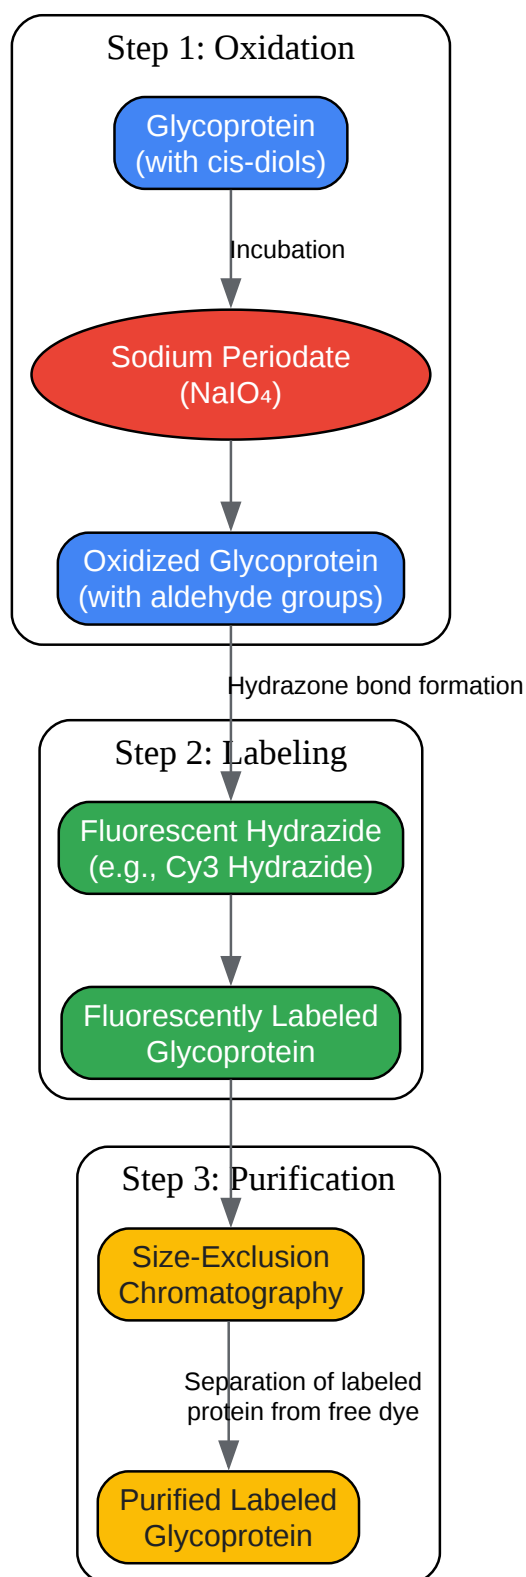 Step 1: Oxidation
Glycoprotein
(with cis-diols)
Incubation
Sodium Periodate
(NaIO₄)
Oxidized Glycoprotein
(with aldehyde groups)
Hydrazone bond formation
Step 2: Labeling
Fluorescent Hydrazide
(e.g., Cy3 Hydrazide)
Fluorescently Labeled
Glycoprotein
Step 3: Purification
Size-Exclusion
Chromatography
Separation of labeled
protein from free dye
Purified Labeled
Glycoprotein